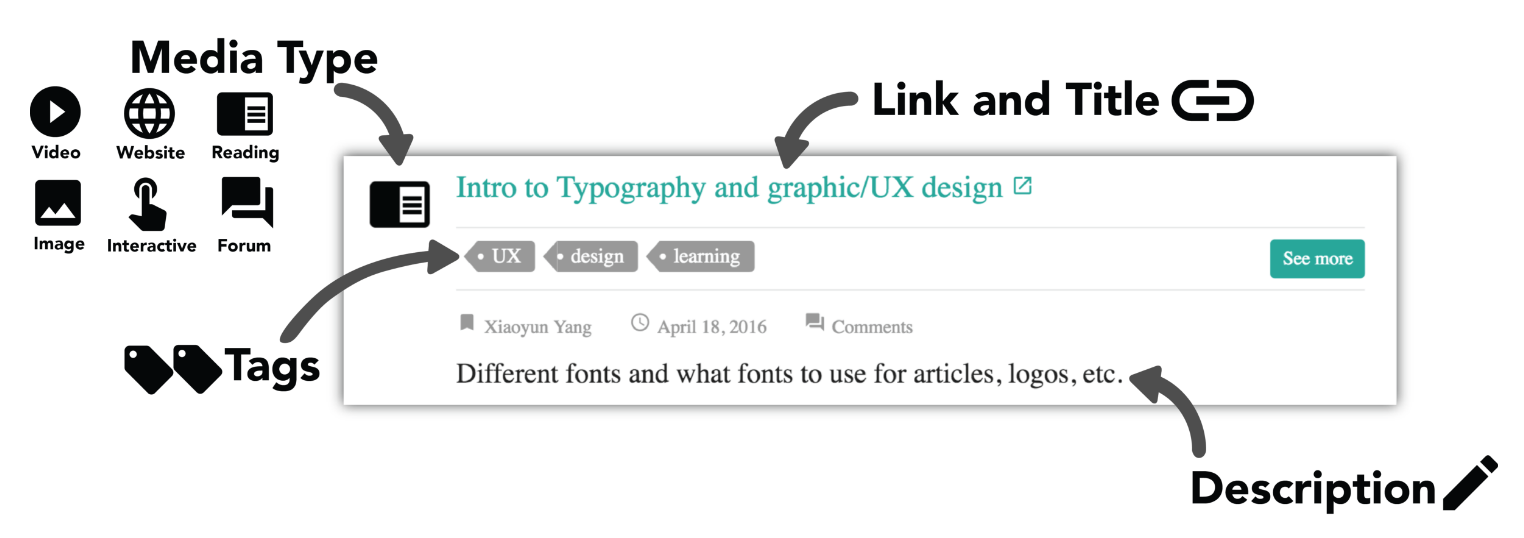 Media Type
Link and Title
Video
Website
Reading
Image
Interactive
Forum
Intro to Typography and graphic/UX design
UX
design
learning
See more
Xiaoyun Yang
April 18, 2016
Comments
Tags
Different fonts and what fonts to use for articles, logos, etc.
Description